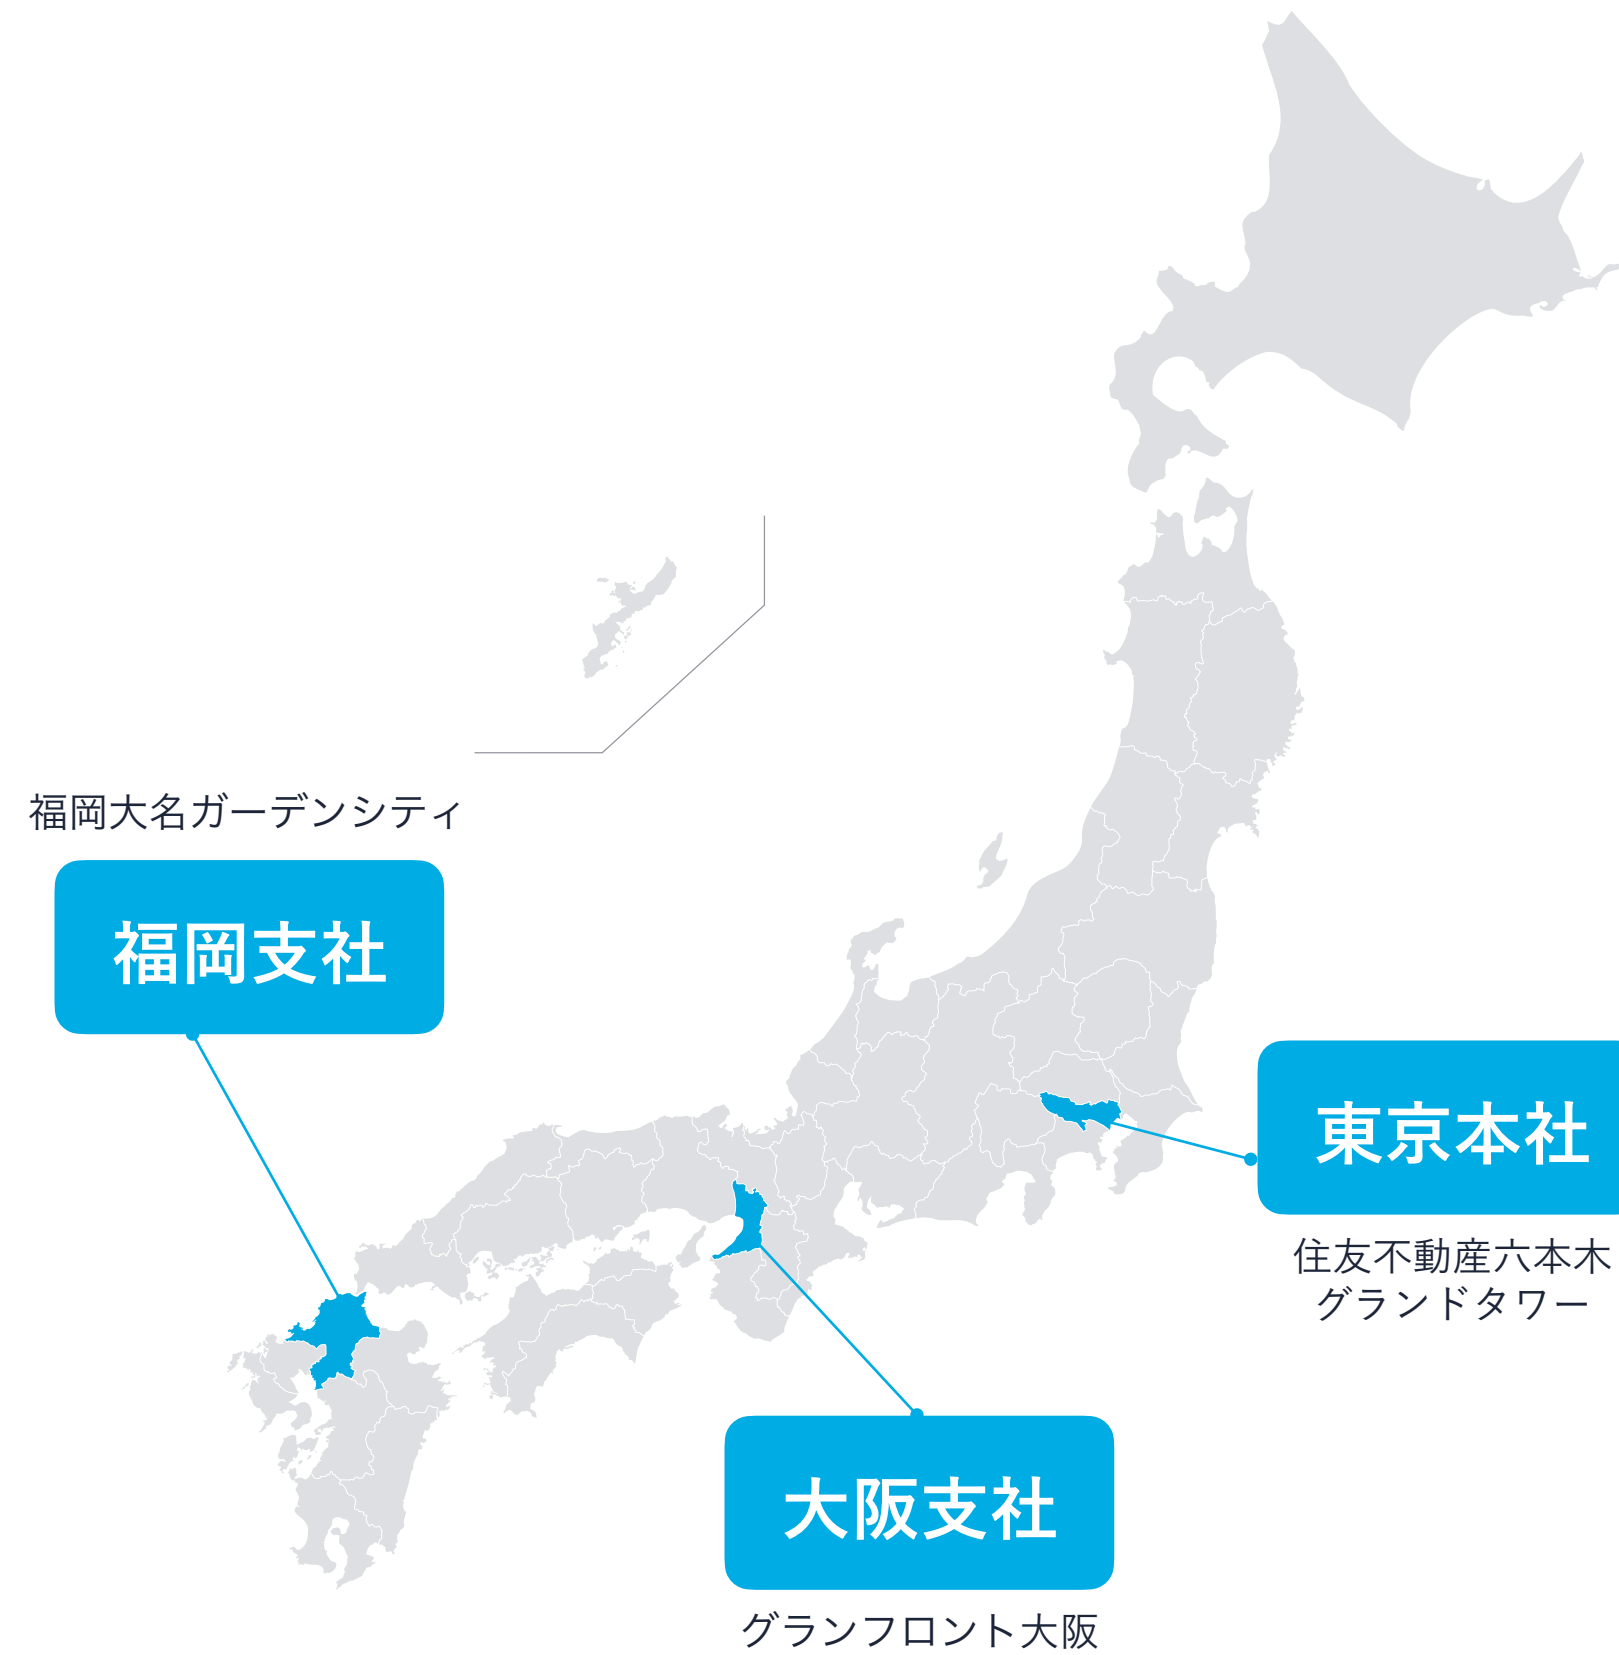 福岡大名ガーデンシティ
福岡支社
東京本社
住友不動産六本木
グランドタワー
大阪支社
グランフロント大阪